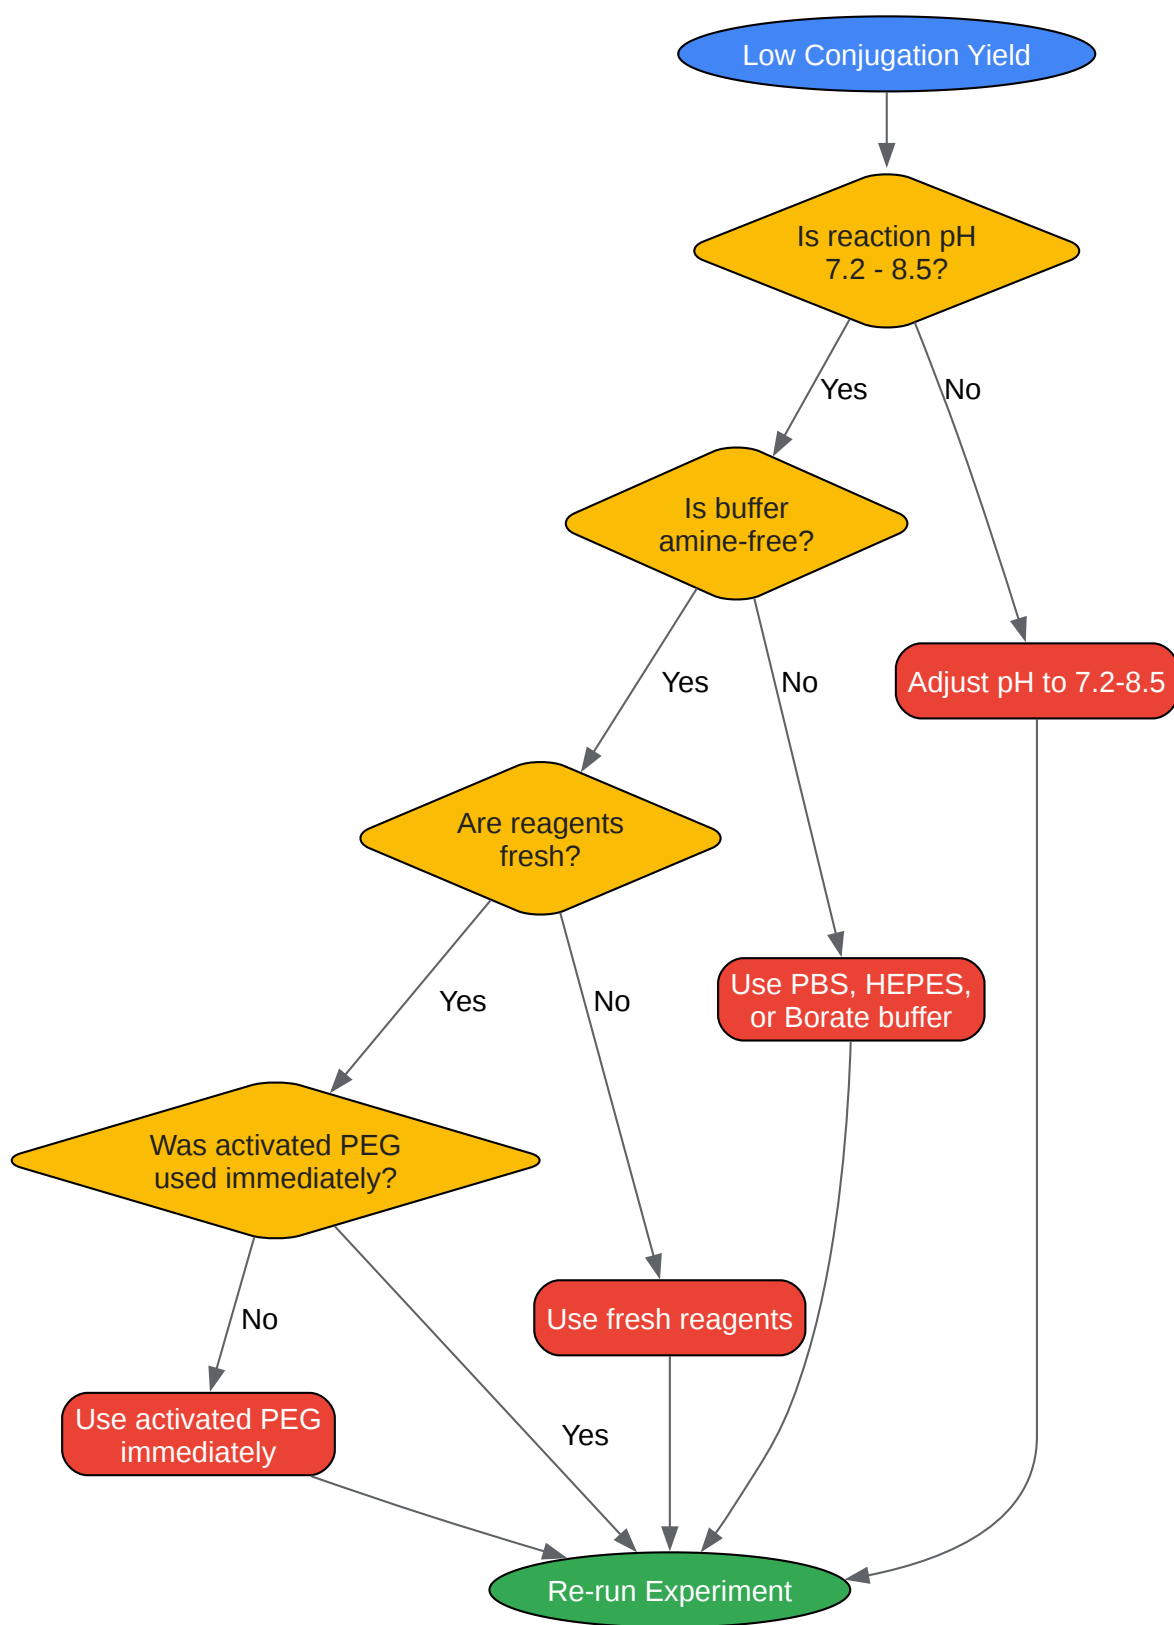 Low Conjugation Yield
Is reaction pH
7.2 - 8.5?
Yes
No
Is buffer
amine-free?
Yes
No
Adjust pH to 7.2-8.5
Are reagents
fresh?
Yes
No
Use PBS, HEPES,
or Borate buffer
Was activated PEG
used immediately?
No
Use fresh reagents
Use activated PEG
immediately
Yes
Re-run Experiment